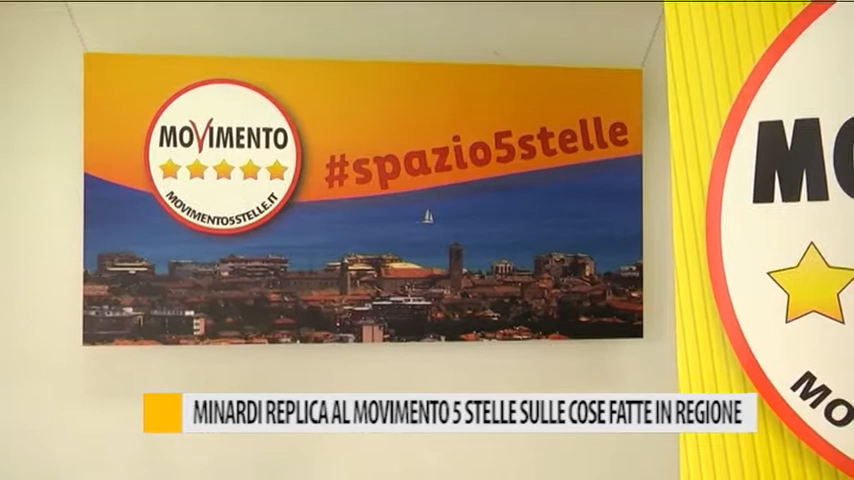 MOVIMENTO
MOVIMENTO5STELLE.IT
#spazio5stelle
MO
MO
MINARDI REPLICA AL MOVIMENTO 5 STELLE SULLE COSE FATTE IN REGIONE